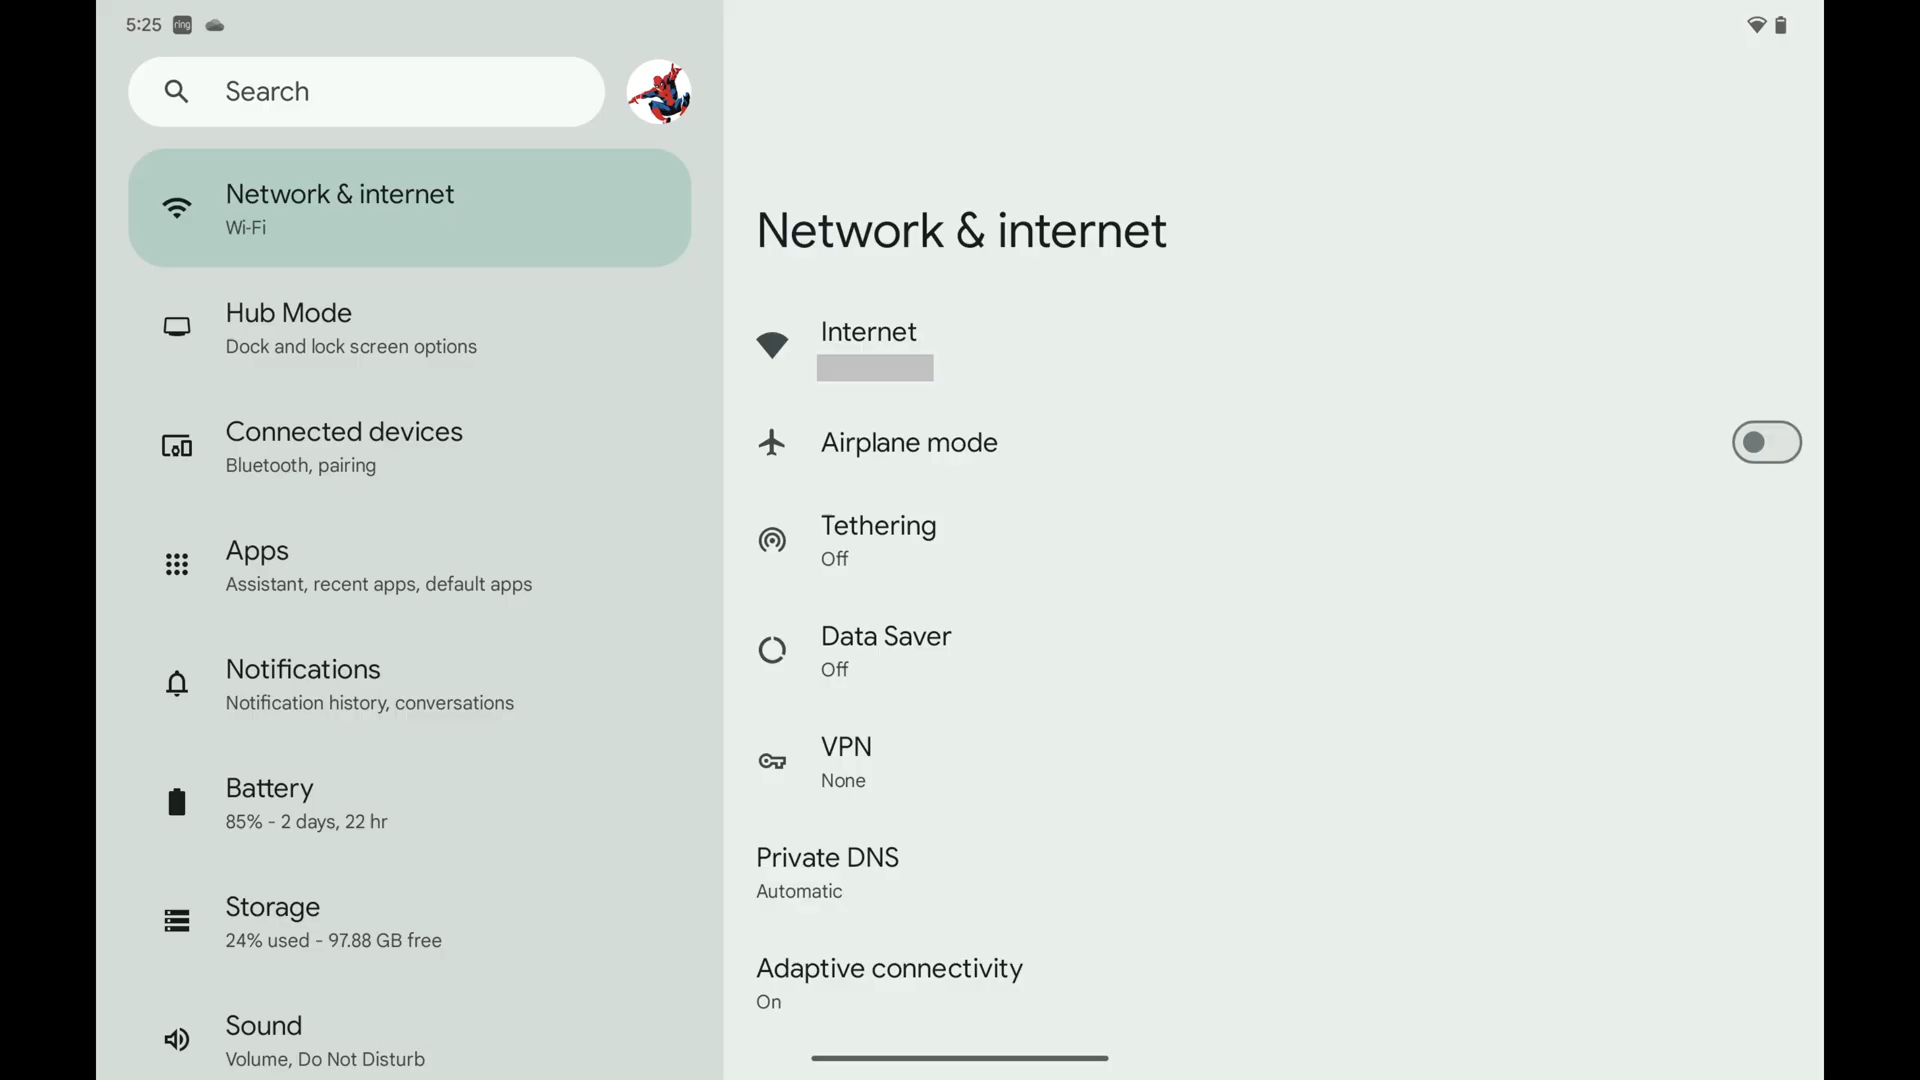 5:25 ring
Search
Network & internet
Wi-Fi
Hub Mode
Dock and lock screen options
Connected devices
Bluetooth, pairing
Apps
Assistant, recent apps, default apps
Notifications
Notification history, conversations
Battery
85% - 2 days, 22 hr
Storage
24% used - 97.88 GB free
Sound
Volume, Do Not Disturb
Network & internet
Internet
Airplane mode
Tethering
Off
Data Saver
Off
VPN
None
Private DNS
Automatic
Adaptive connectivity
On